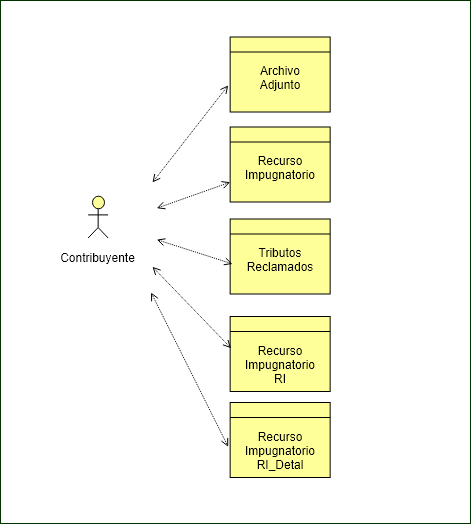 Archivo
Adjunto
Recurso
Impugnatorio
Contribuyente
Tributos
Reclamados
Recurso
Impugnatorio
RI
Recurso
Impugnatorio
RI_Detal